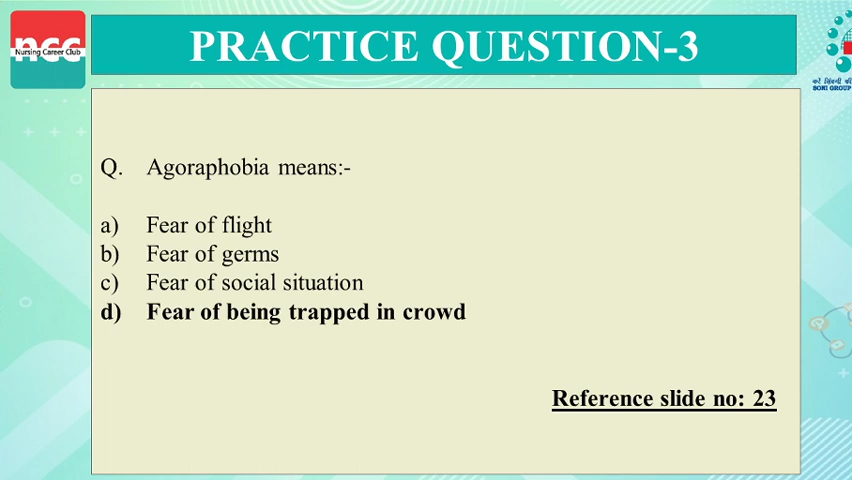 ncc
Nursing Career Club
PRACTICE QUESTION-3
SONI GROUP
Q. Agoraphobia means:-
a) Fear of flight
b) Fear of germs
c) Fear of social situation
d) Fear of being trapped in crowd
Reference slide no: 23